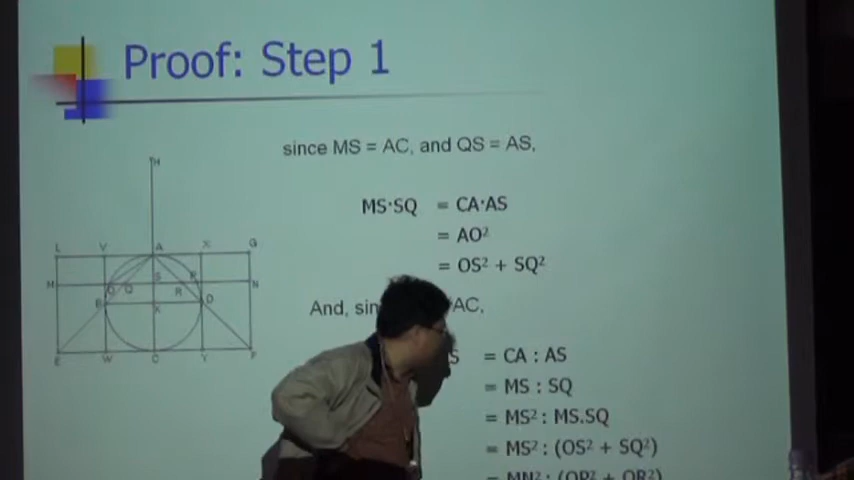 Proof: Step 1
since MS = AC, and QS = AS,
MS·SQ = CA·AS
= AO²
= OS² + SQ²
And, sin AC,
S = CA : AS
= MS : SQ
= MS² : MS.SQ
= MS² : (OS² + SQ²)
= MN² : (OP² + QR²)
H
L V A X G
M S N
O Q R
B K D
E W C Y F